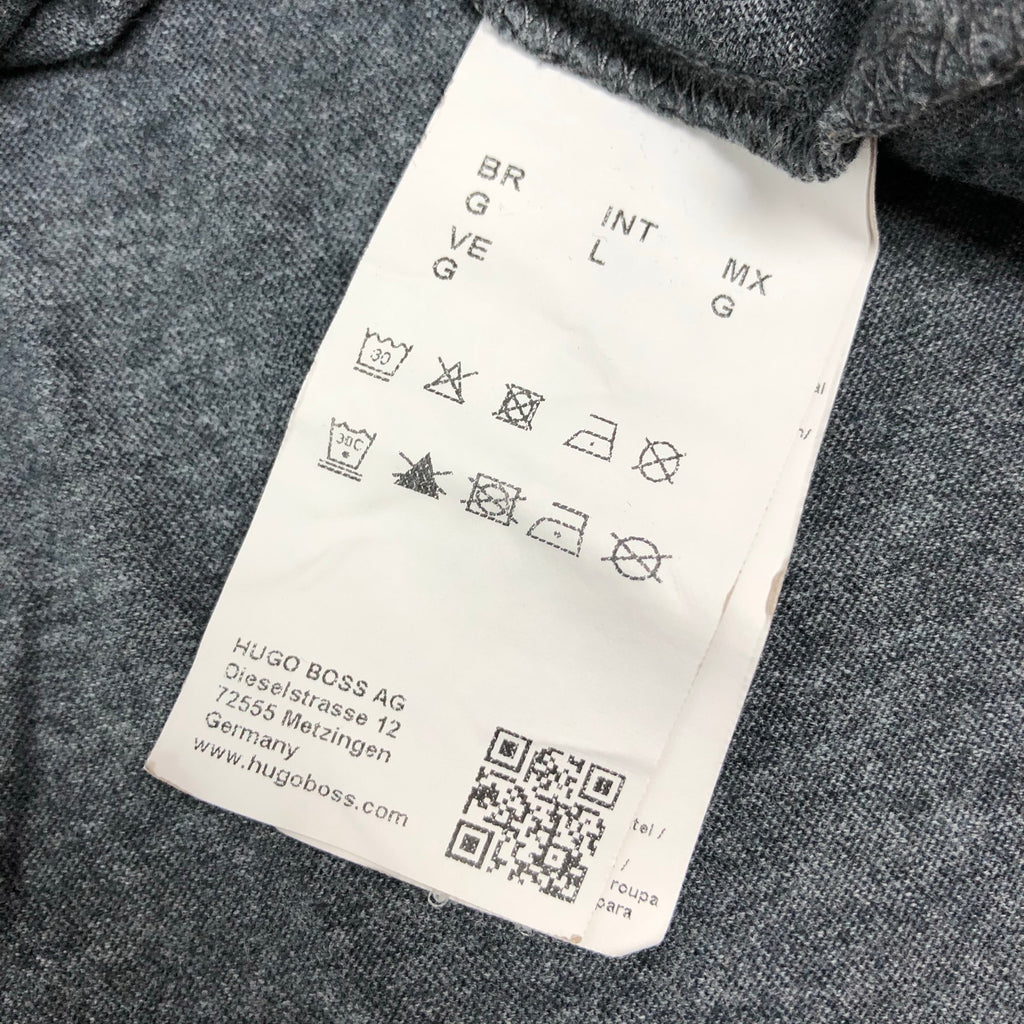 BR
G
INT
L
MX
G
VE
G
30
30C
HUGO BOSS AG
Dieselstrasse 12
72555 Metzingen
Germany
www.hugoboss.com
tel /
/
roupa
para